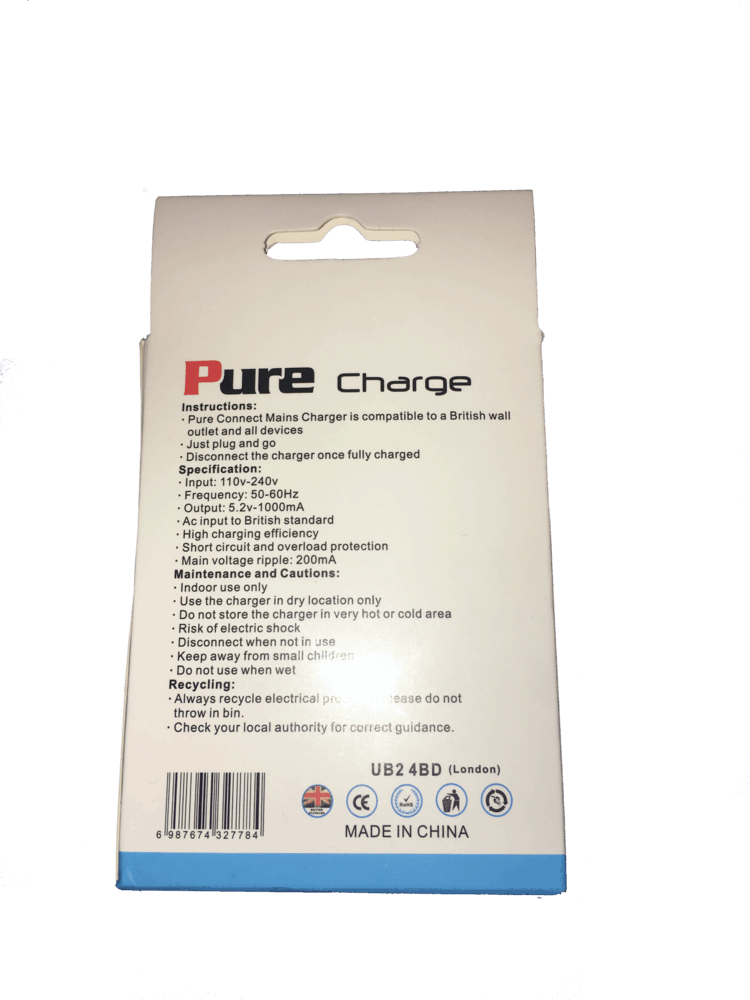 Pure Charge
Instructions:
· Pure Connect Mains Charger is compatible to a British wall
outlet and all devices
· Just plug and go
· Disconnect the charger once fully charged
Specification:
· Input: 110v-240v
· Frequency: 50-60Hz
· Output: 5.2v-1000mA
· Ac input to British standard
· High charging efficiency
· Short circuit and overload protection
· Main voltage ripple: 200mA
Maintenance and Cautions:
· Indoor use only
· Use the charger in dry location only
· Do not store the charger in very hot or cold area
· Risk of electric shock
· Disconnect when not in use
· Keep away from small children
· Do not use when wet
Recycling:
· Always recycle electrical do not
throw in bin.
· Check your local authority for correct guidance.
UB2 4BD (London)
CE
RoHS
6 987674 327784
MADE IN CHINA